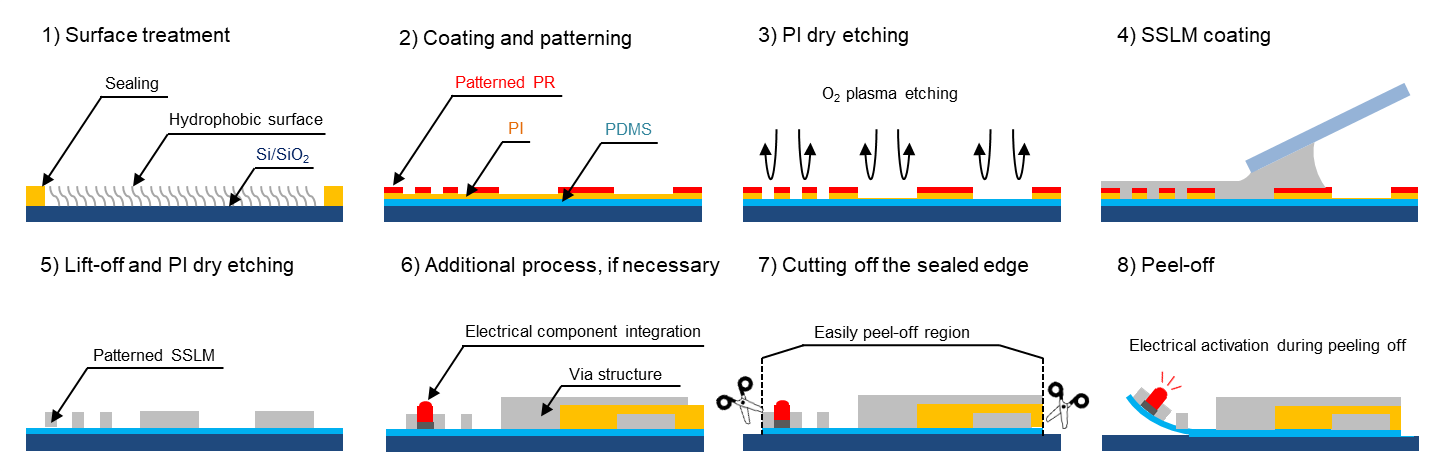 1) Surface treatment
Sealing
Hydrophobic surface
Si/SiO₂
2) Coating and patterning
Patterned PR
PI
PDMS
3) PI dry etching
O₂ plasma etching
4) SSLM coating
5) Lift-off and PI dry etching
Patterned SSLM
6) Additional process, if necessary
Electrical component integration
Via structure
7) Cutting off the sealed edge
Easily peel-off region
8) Peel-off
Electrical activation during peeling off